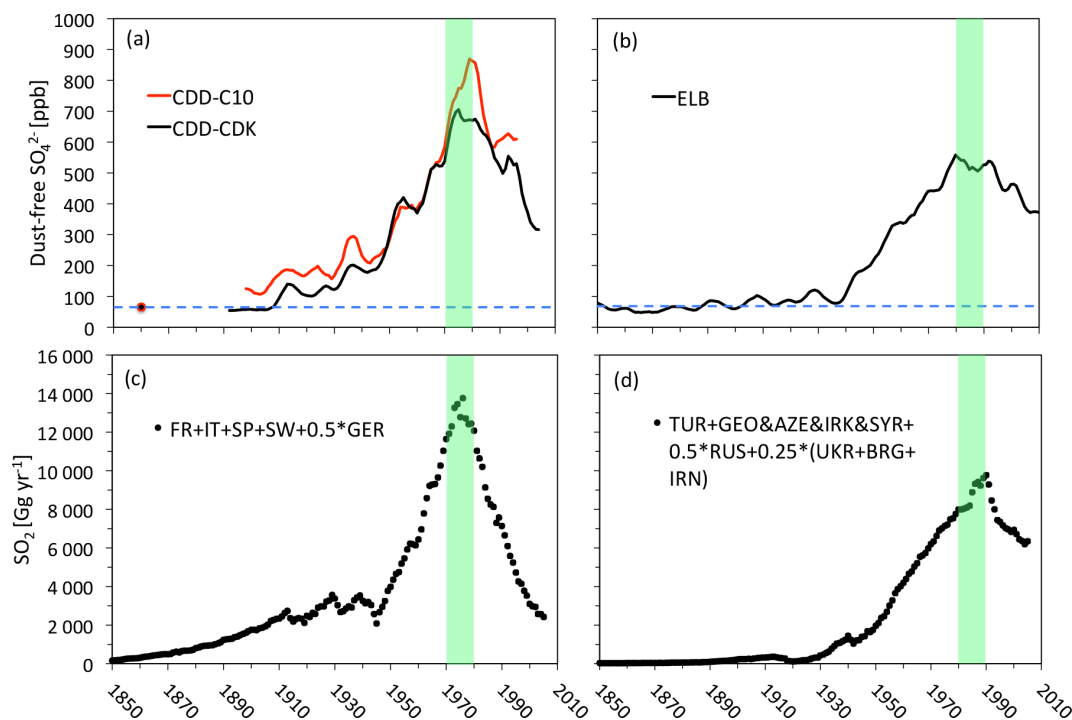 (a)
CDD-C10
CDD-CDK
Dust-free SO₄²⁻ [ppb]
1000
900
800
700
600
500
400
300
200
100
0
(b)
ELB
(c)
FR+IT+SP+SW+0.5*GER
SO₂ [Gg yr⁻¹]
16 000
14 000
12 000
10 000
8 000
6 000
4 000
2 000
0
1850
1870
1890
1910
1930
1950
1970
1990
2010
(d)
TUR+GEO&AZE&IRK&SYR+
0.5*RUS+0.25*(UKR+BRG+
IRN)
1850
1870
1890
1910
1930
1950
1970
1990
2010